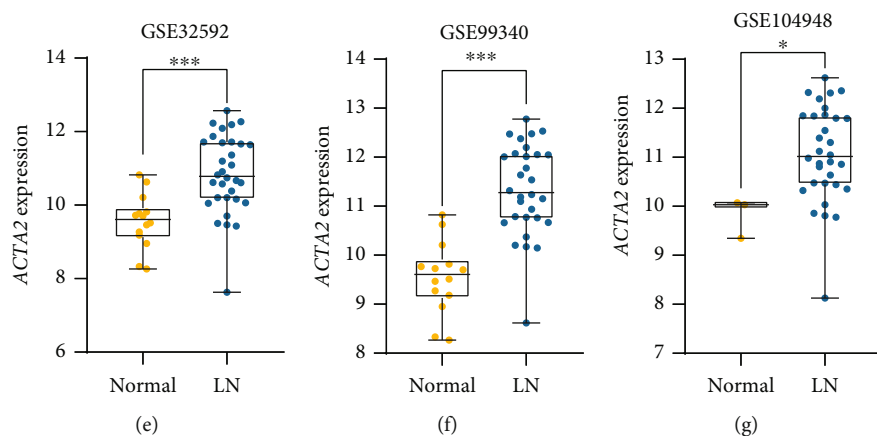 GSE32592
***
14
12
10
8
6
ACTA2 expression
Normal LN
(e)
GSE99340
***
14
13
12
11
10
9
8
ACTA2 expression
Normal LN
(f)
GSE104948
*
13
12
11
10
9
8
7
ACTA2 expression
Normal LN
(g)